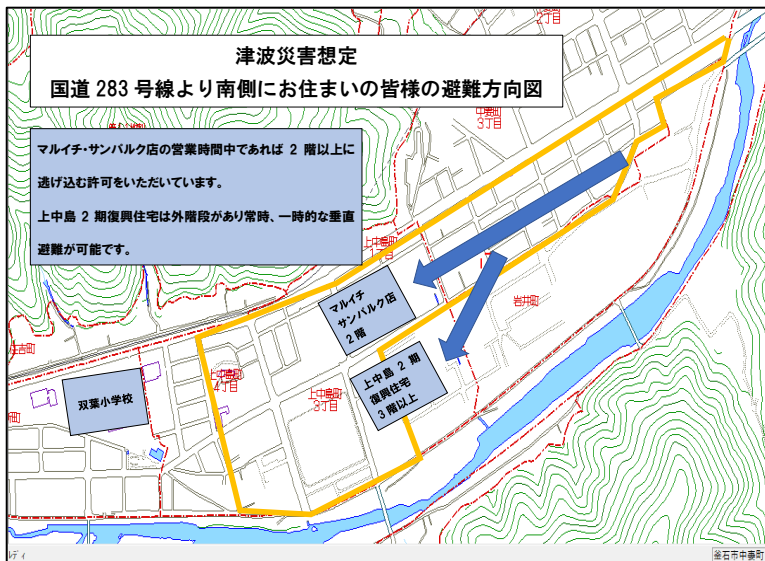 津波災害想定
国道 283 号線より南側にお住まいの皆様の避難方向図
2丁目
中妻町
3丁目
マルイチ・サンパルク店の営業時間中であれば 2 階以上に
逃げ込む許可をいただいています。
上中島 2 期復興住宅は外階段があり常時、一時的な垂直
避難が可能です。
上中島町
マルイチ
サンパルク店
2 階
岩井町
上中島 2 期
復興住宅
3 階以上
上中島町
4丁目
上中島町
3丁目
双葉小学校
釜石市中妻町